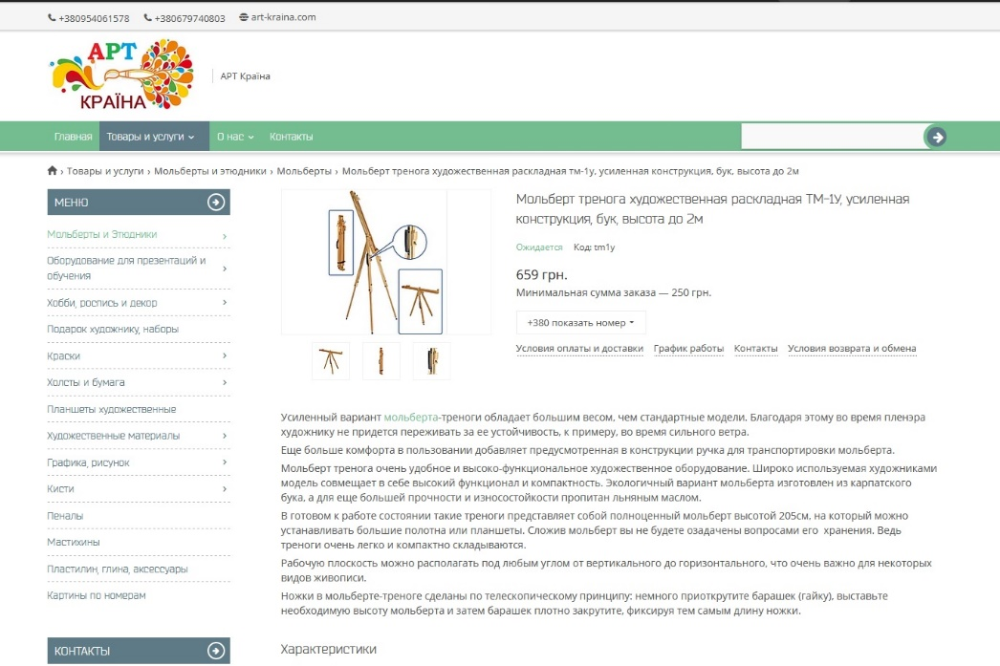 +380954061578 +380679740803 art-kraina.com
АРТ
КРАЇНА
АРТ Країна
Главная Товары и услуги О нас Контакты
› Товары и услуги › Мольберты и этюдники › Мольберты › Мольберт тренога художественная раскладная тм-1у, усиленная конструкция, бук, высота до 2м
МЕНЮ
Мольберты и Этюдники
Оборудование для презентаций и
обучения
Хобби, роспись и декор
Подарок художнику, наборы
Краски
Холсты и бумага
Планшеты художественные
Художественные материалы
Графика, рисунок
Кисти
Пеналы
Мастихины
Пластилин, глина, аксессуары
Картины по номерам
КОНТАКТЫ
Мольберт тренога художественная раскладная ТМ-1У, усиленная
конструкция, бук, высота до 2м
Ожидается Код: tm1y
659 грн.
Минимальная сумма заказа — 250 грн.
+380 показать номер
Условия оплаты и доставки График работы Контакты Условия возврата и обмена
Усиленный вариант мольберта-треноги обладает большим весом, чем стандартные модели. Благодаря этому во время пленэра
художнику не придется переживать за ее устойчивость, к примеру, во время сильного ветра.
Еще больше комфорта в пользовании добавляет предусмотренная в конструкции ручка для транспортировки мольберта.
Мольберт тренога очень удобное и высоко-функциональное художественное оборудование. Широко используемая художниками
модель совмещает в себе высокий функционал и компактность. Экологичный вариант мольберта изготовлен из карпатского
бука, а для еще большей прочности и износостойкости пропитан льняным маслом.
В готовом к работе состоянии такие треноги представляет собой полноценный мольберт высотой 205см, на который можно
устанавливать большие полотна или планшеты. Сложив мольберт вы не будете озадачены вопросами его хранения. Ведь
треноги очень легко и компактно складываются.
Рабочую плоскость можно располагать под любым углом от вертикального до горизонтального, что очень важно для некоторых
видов живописи.
Ножки в мольберте-треноге сделаны по телескопическому принципу: немного приоткрутите барашек (гайку), выставьте
необходимую высоту мольберта и затем барашек плотно закрутите, фиксируя тем самым длину ножки.
Характеристики